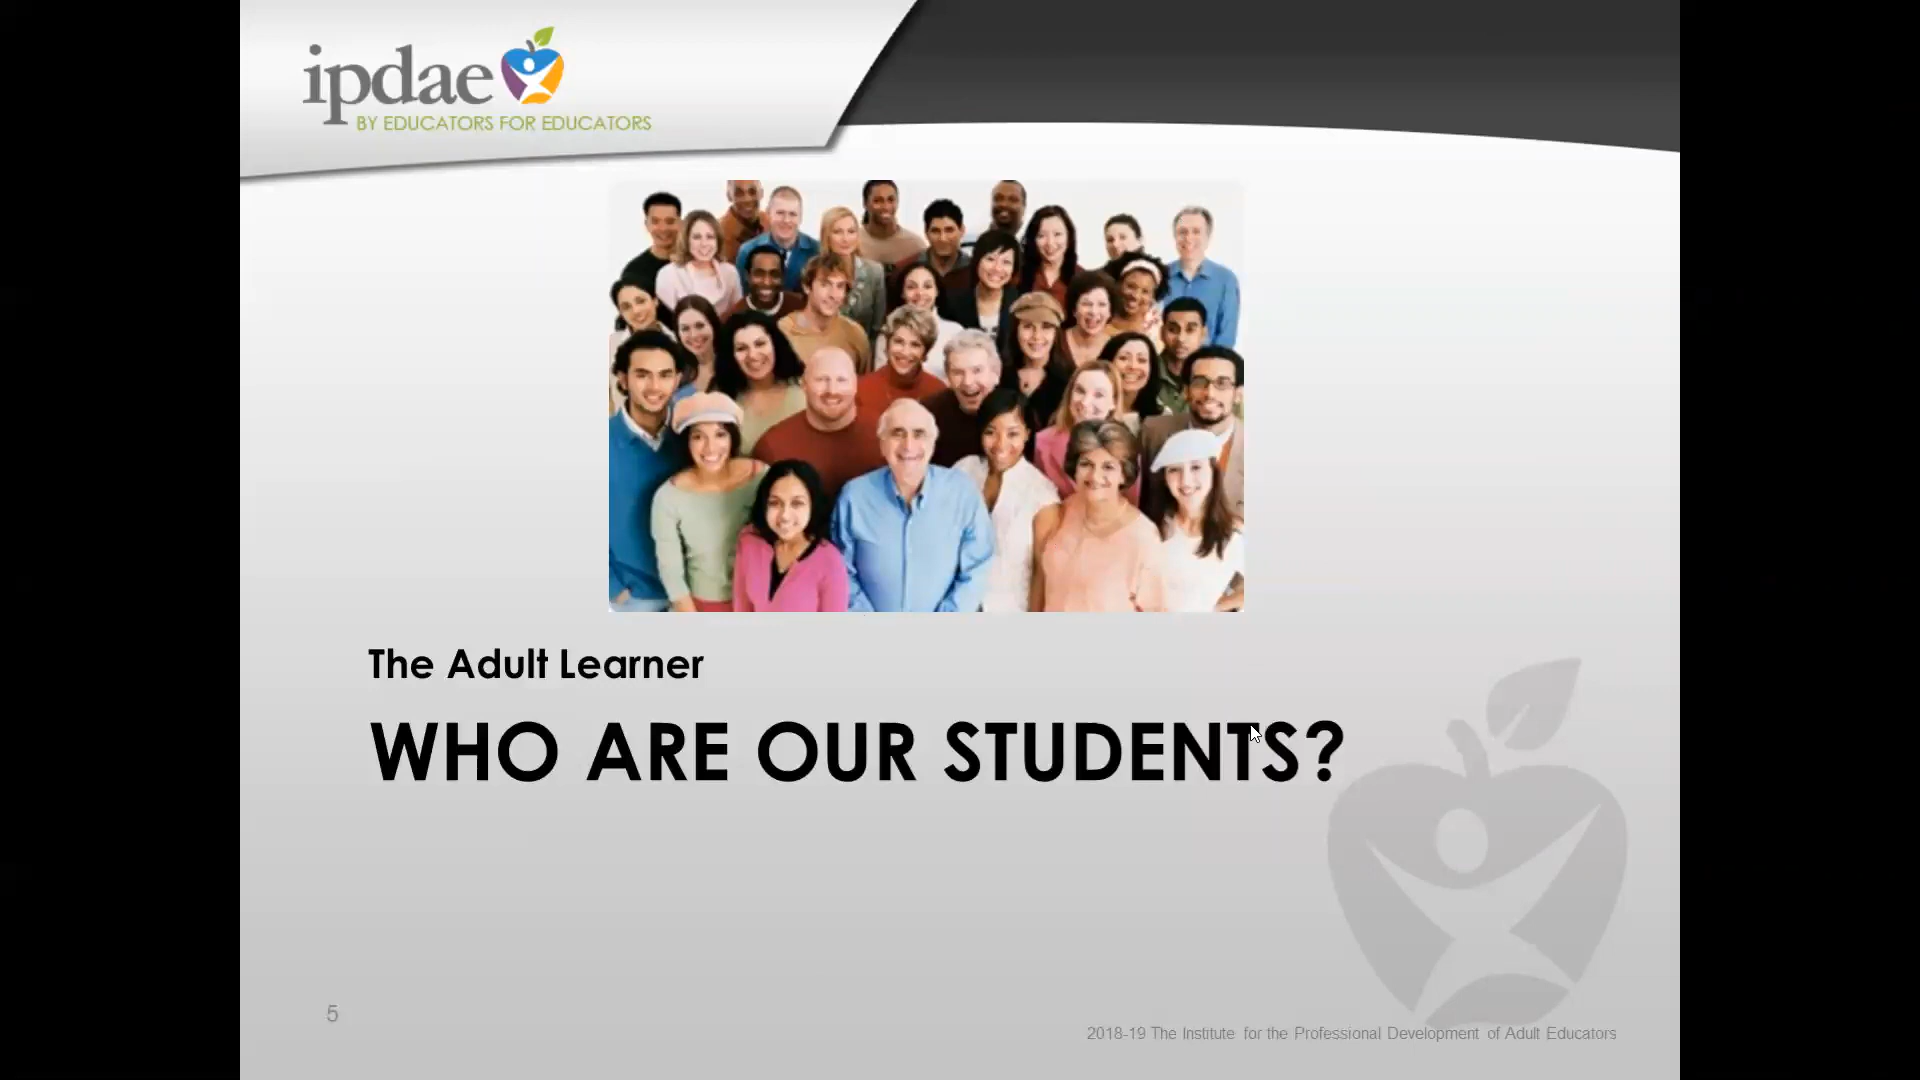 ipdae
BY EDUCATORS FOR EDUCATORS
The Adult Learner
WHO ARE OUR STUDENTS?
5
2018-19 The Institute for the Professional Development of Adult Educators